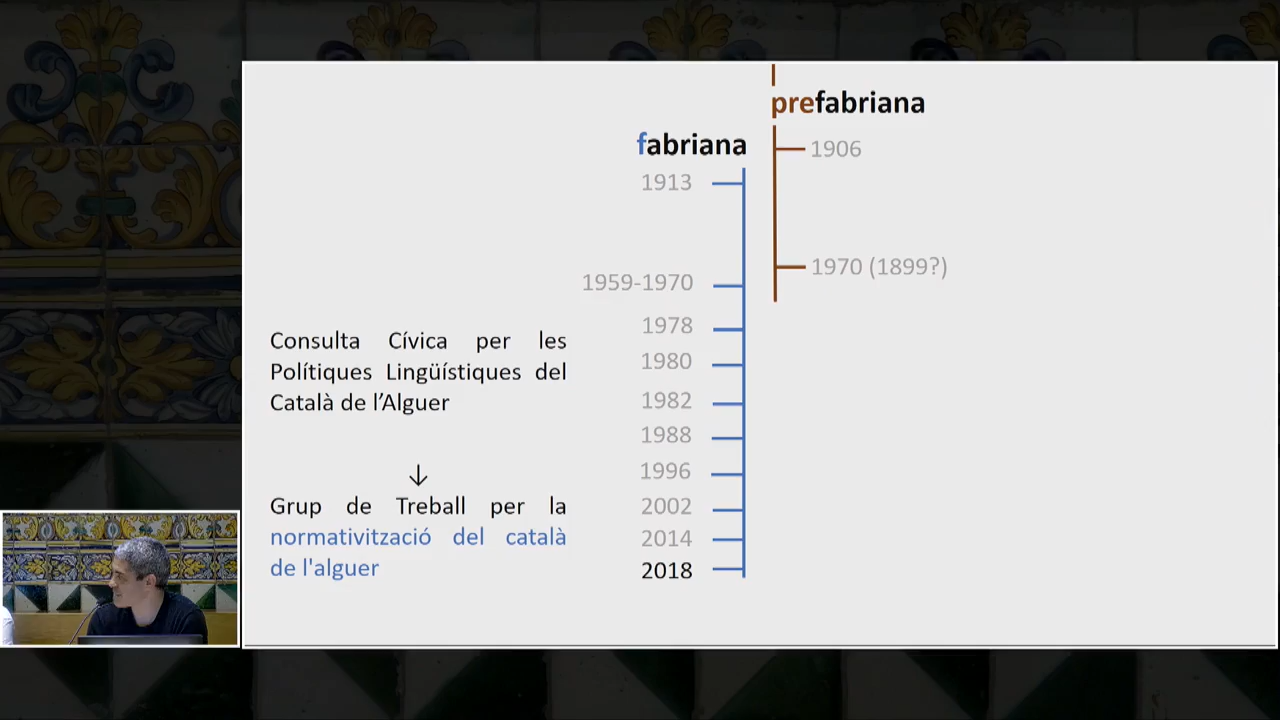 prefabriana
fabriana
1906
1913
1970 (1899?)
1959-1970
1978
1980
1982
1988
1996
2002
2014
2018
Consulta Cívica per les
Polítiques Lingüístiques del
Català de l’Alguer
↓
Grup de Treball per la
normativització del català
de l'alguer